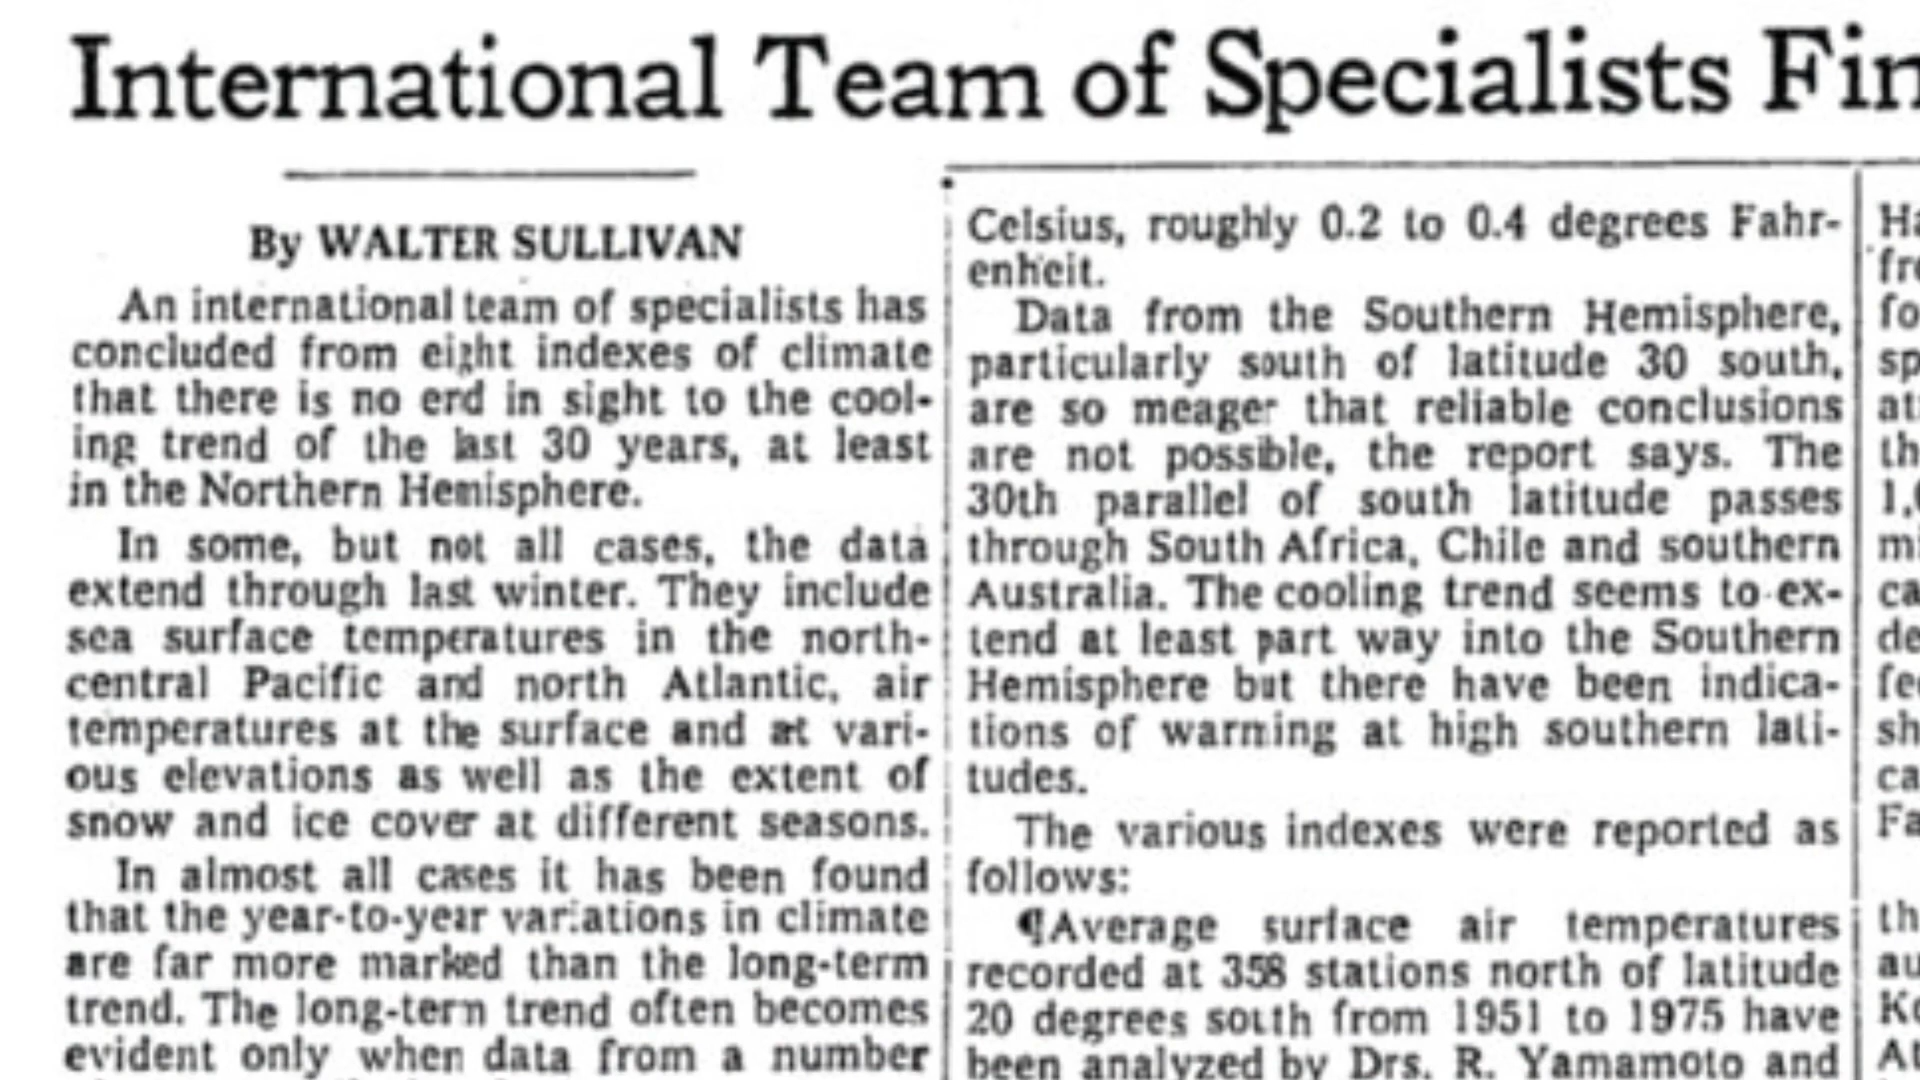 International Team of Specialists Fin
By WALTER SULLIVAN
An international team of specialists has
concluded from eight indexes of climate
that there is no end in sight to the cool-
ing trend of the last 30 years, at least
in the Northern Hemisphere.
In some, but not all cases, the data
extend through last winter. They include
sea surface temperatures in the north-
central Pacific and north Atlantic, air
temperatures at the surface and at vari-
ous elevations as well as the extent of
snow and ice cover at different seasons.
In almost all cases it has been found
that the year-to-year variations in climate
are far more marked than the long-term
trend. The long-term trend often becomes
evident only when data from a number
Celsius, roughly 0.2 to 0.4 degrees Fahr-
enheit.
Data from the Southern Hemisphere,
particularly south of latitude 30 south,
are so meager that reliable conclusions
are not possible, the report says. The
30th parallel of south latitude passes
through South Africa, Chile and southern
Australia. The cooling trend seems to ex-
tend at least part way into the Southern
Hemisphere but there have been indica-
tions of warming at high southern lati-
tudes.
The various indexes were reported as
follows:
¶Average surface air temperatures
recorded at 358 stations north of latitude
20 degrees south from 1951 to 1975 have
been analyzed by Drs. R. Yamamoto and